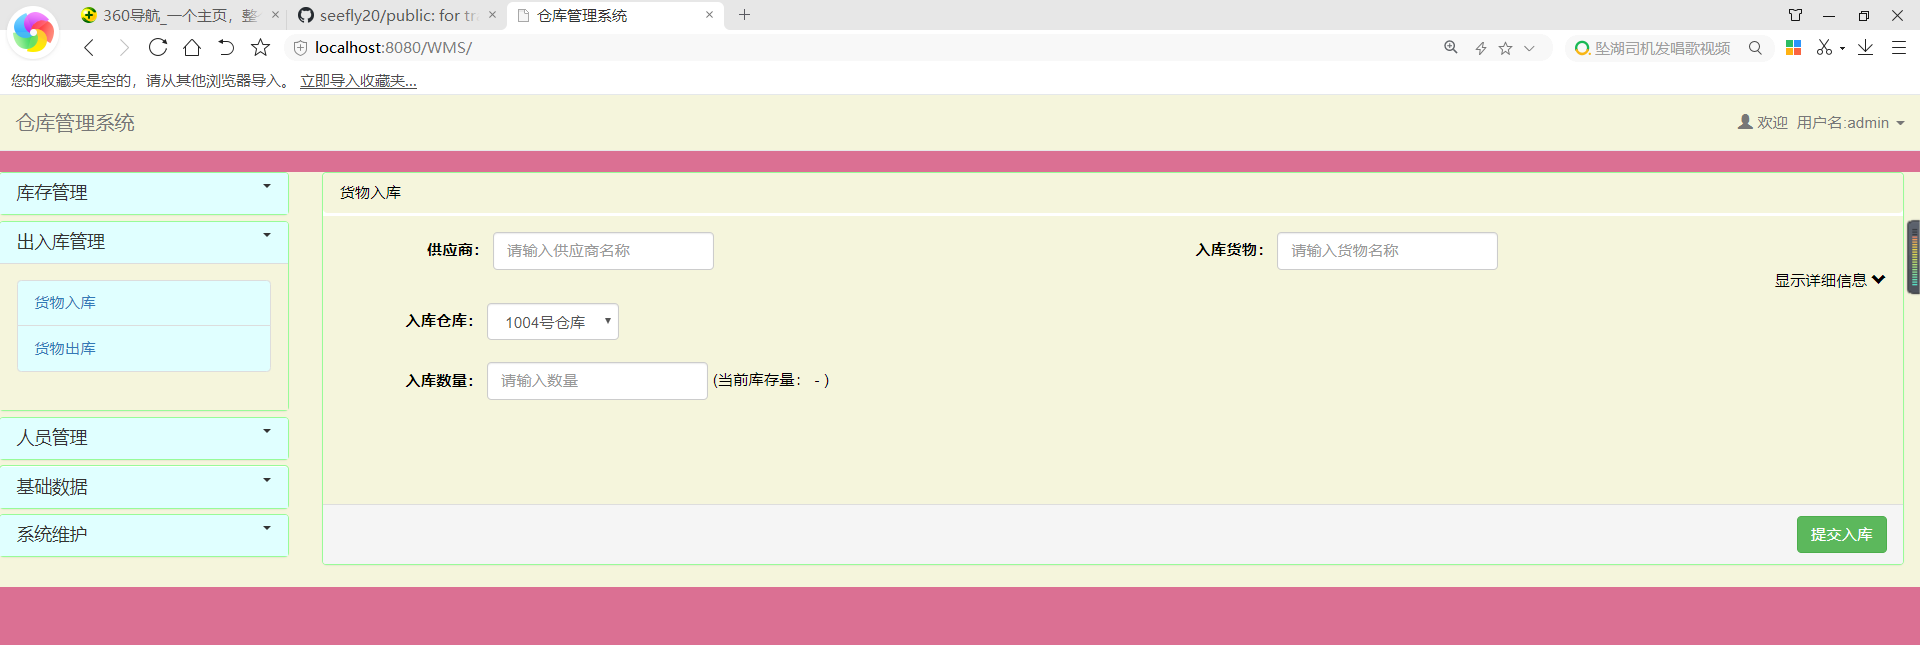 360导航_一个主页，整
seefly20/public: for tr
仓库管理系统
localhost:8080/WMS/
坠湖司机发唱歌视频
您的收藏夹是空的，请从其他浏览器导入。 立即导入收藏夹...
仓库管理系统
欢迎 用户名:admin
库存管理
出入库管理
货物入库
货物出库
人员管理
基础数据
系统维护
货物入库
供应商： 请输入供应商名称
入库货物： 请输入货物名称
显示详细信息
入库仓库： 1004号仓库
入库数量： 请输入数量 (当前库存量： - )
提交入库